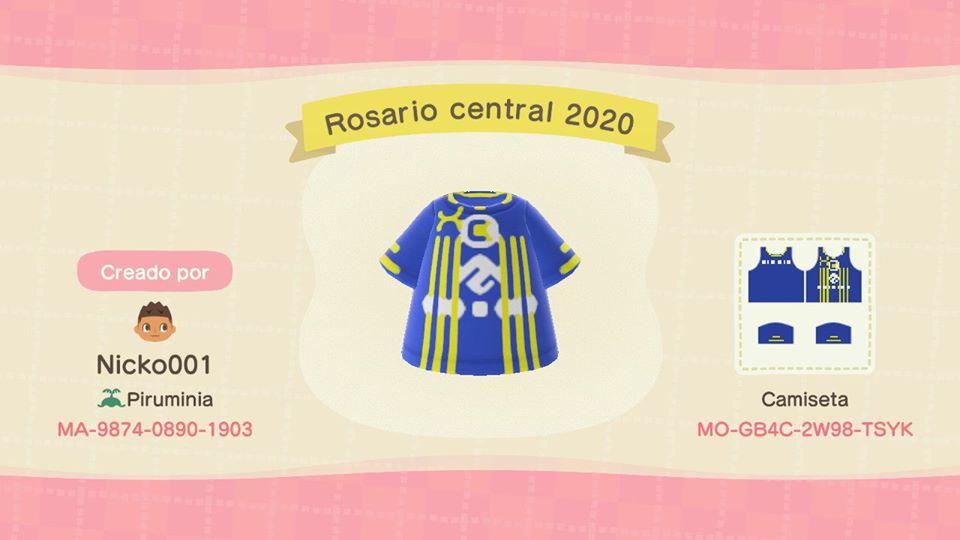 Rosario central 2020
Creado por
Nicko001
Piruminia
MA-9874-0890-1903
Camiseta
MO-GB4C-2W98-TSYK